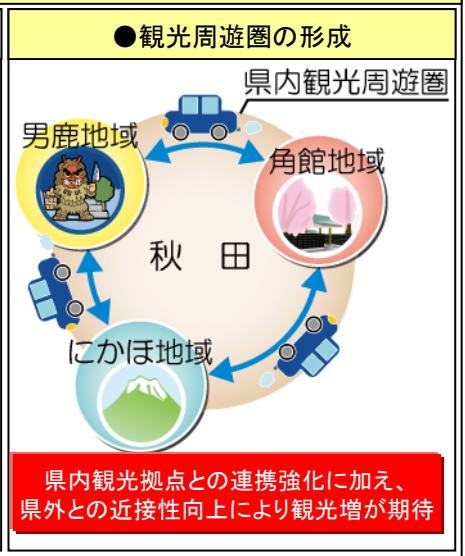 ●観光周遊圏の形成
県内観光周遊圏
男鹿地域
角館地域
秋 田
にかほ地域
県内観光拠点との連携強化に加え、
県外との近接性向上により観光増が期待